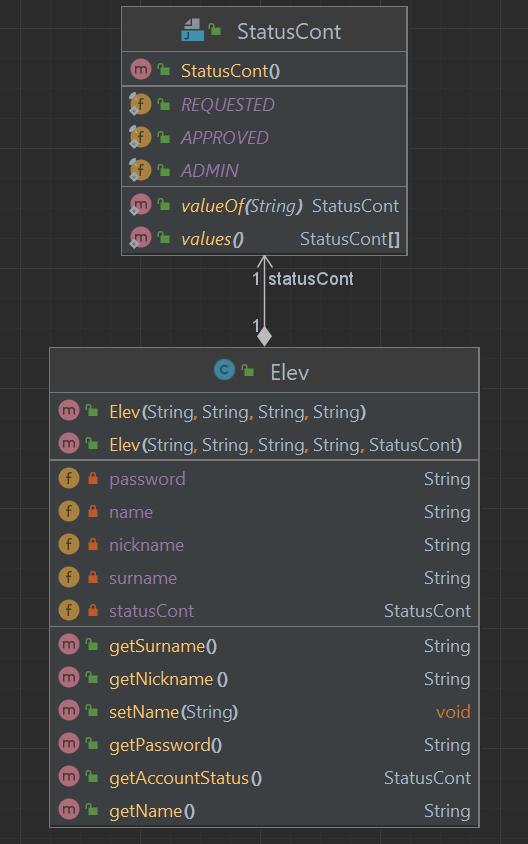 StatusCont
StatusCont()
REQUESTED
APPROVED
ADMIN
valueOf(String) StatusCont
values() StatusCont[]
1 statusCont
1
Elev
Elev(String, String, String, String)
Elev(String, String, String, String, StatusCont)
password String
name String
nickname String
surname String
statusCont StatusCont
getSurname() String
getNickname () String
setName(String) void
getPassword() String
getAccountStatus() StatusCont
getName() String